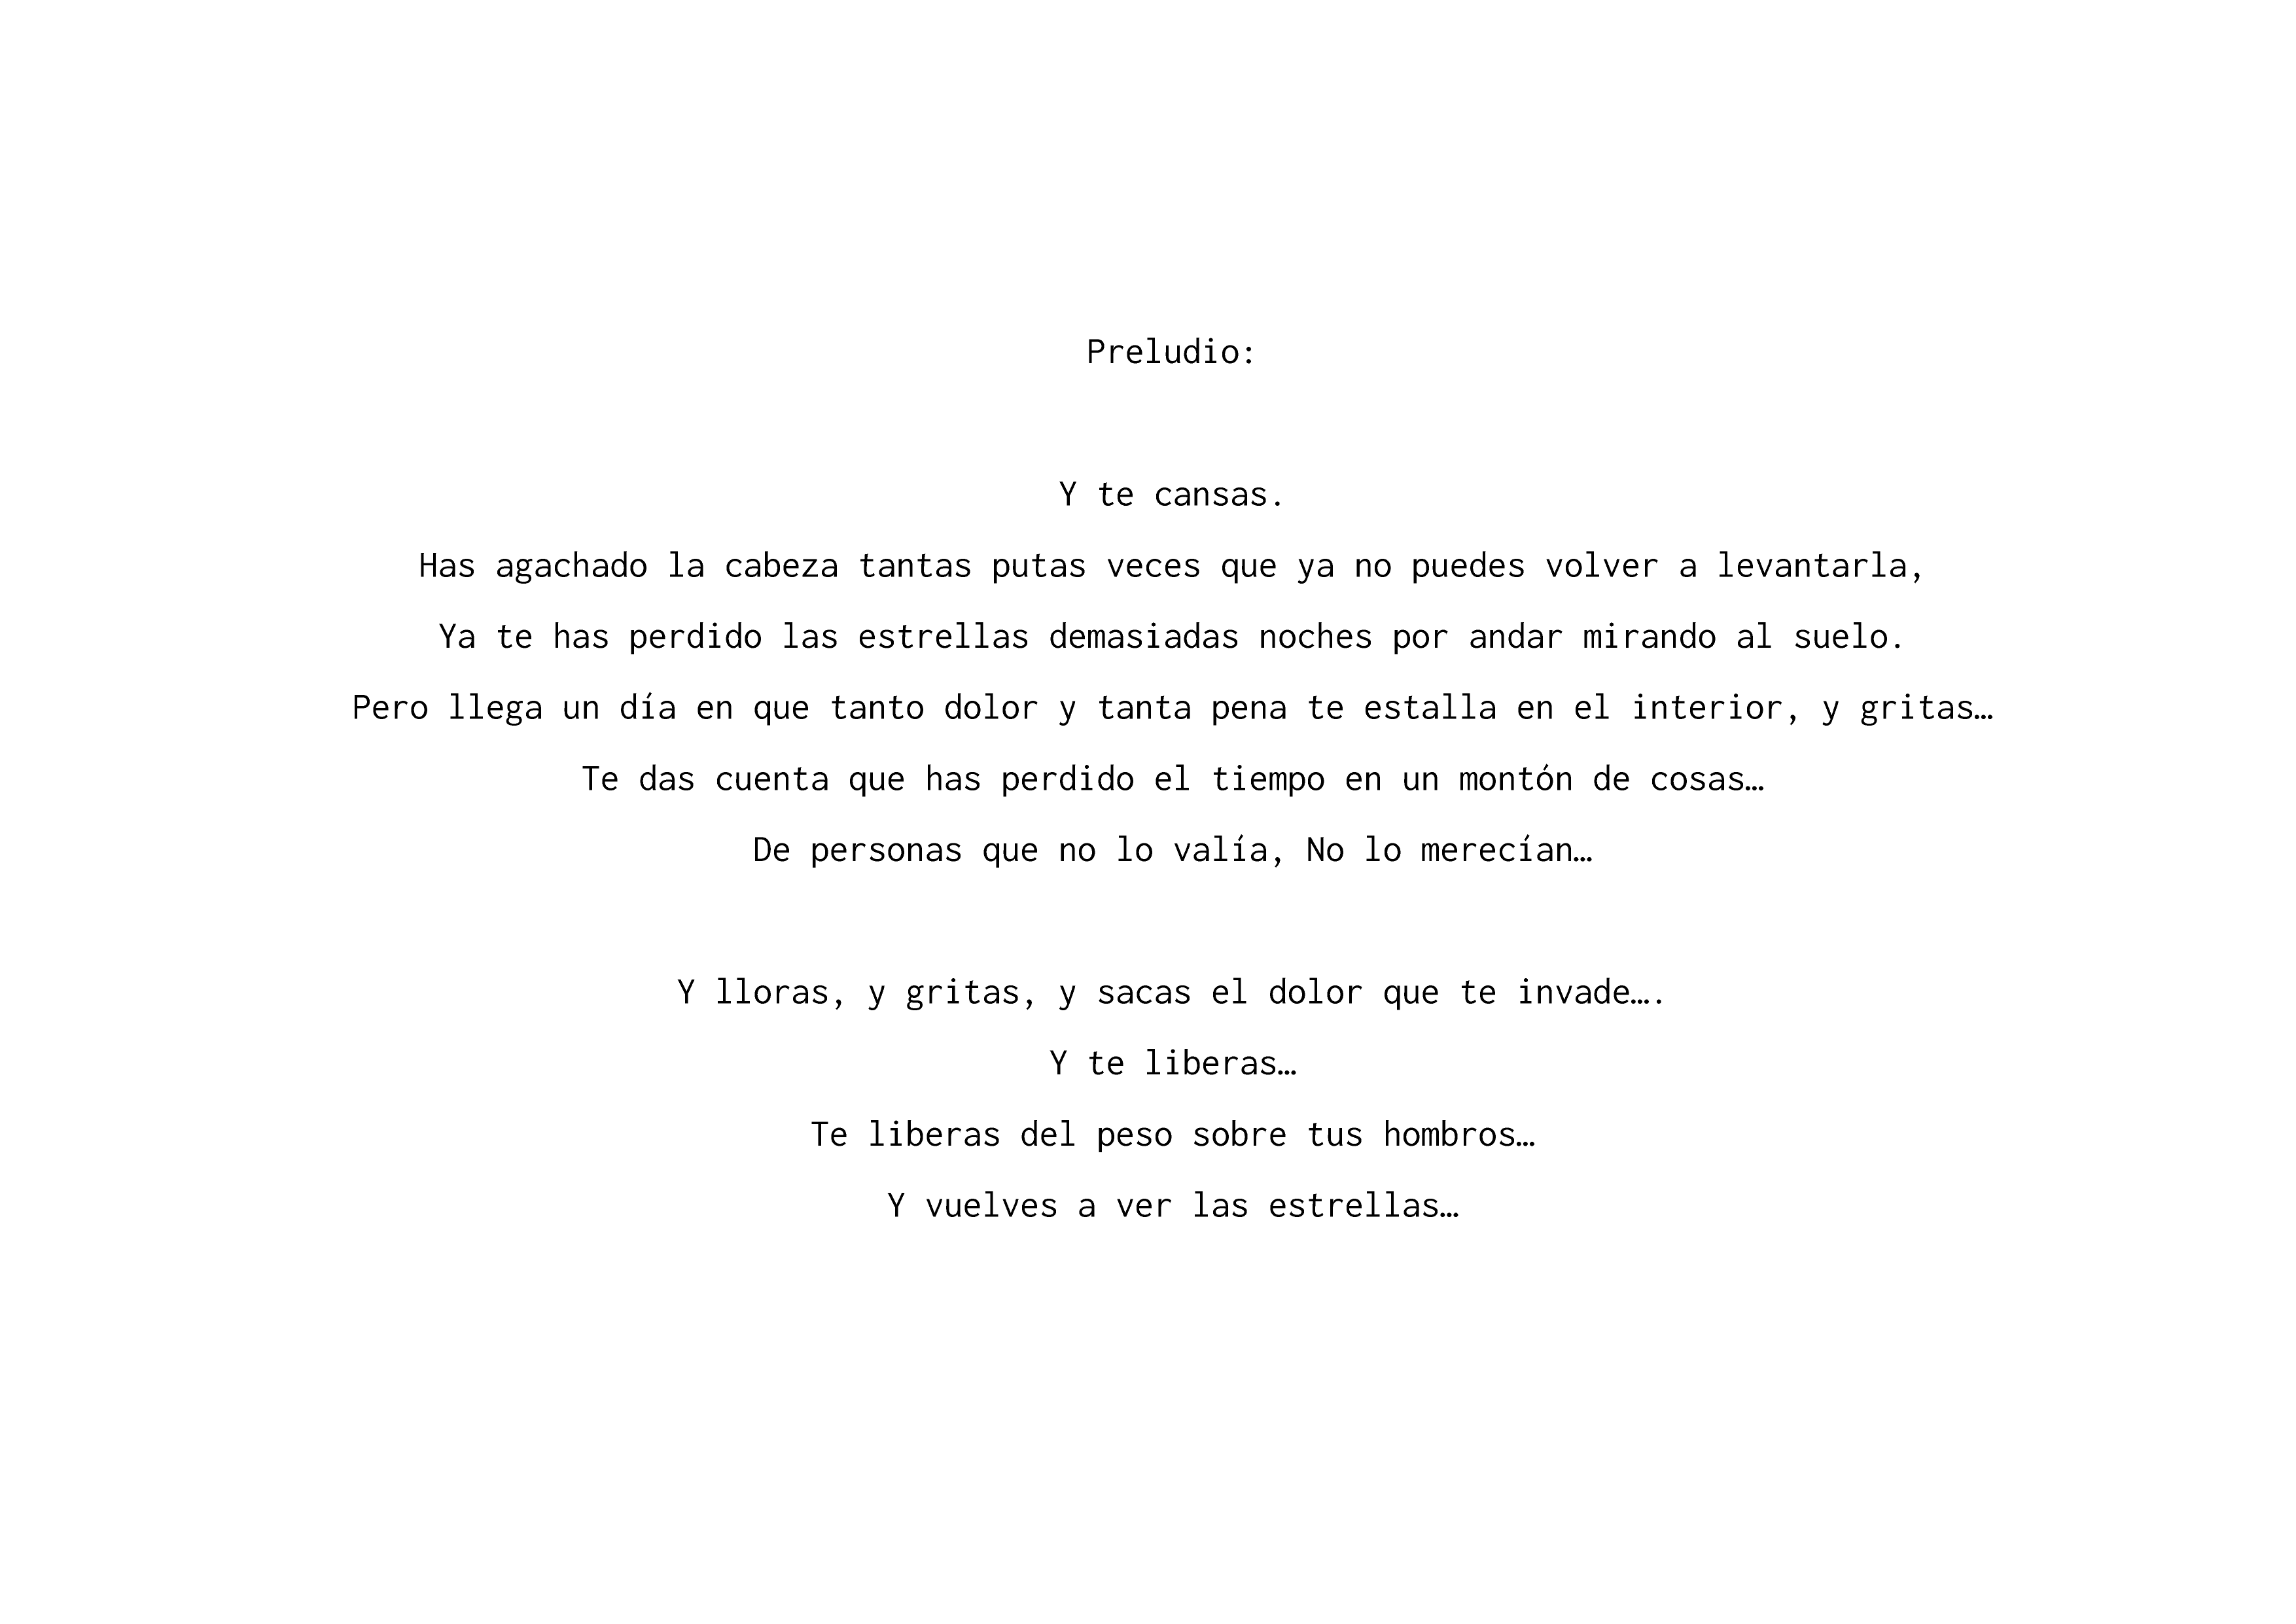 Preludio:
Y te cansas.
Has agachado la cabeza tantas putas veces que ya no puedes volver a levantarla,
Ya te has perdido las estrellas demasiadas noches por andar mirando al suelo.
Pero llega un día en que tanto dolor y tanta pena te estalla en el interior, y gritas…
Te das cuenta que has perdido el tiempo en un montón de cosas…
De personas que no lo valía, No lo merecían…
Y lloras, y gritas, y sacas el dolor que te invade….
Y te liberas…
Te liberas del peso sobre tus hombros…
Y vuelves a ver las estrellas…